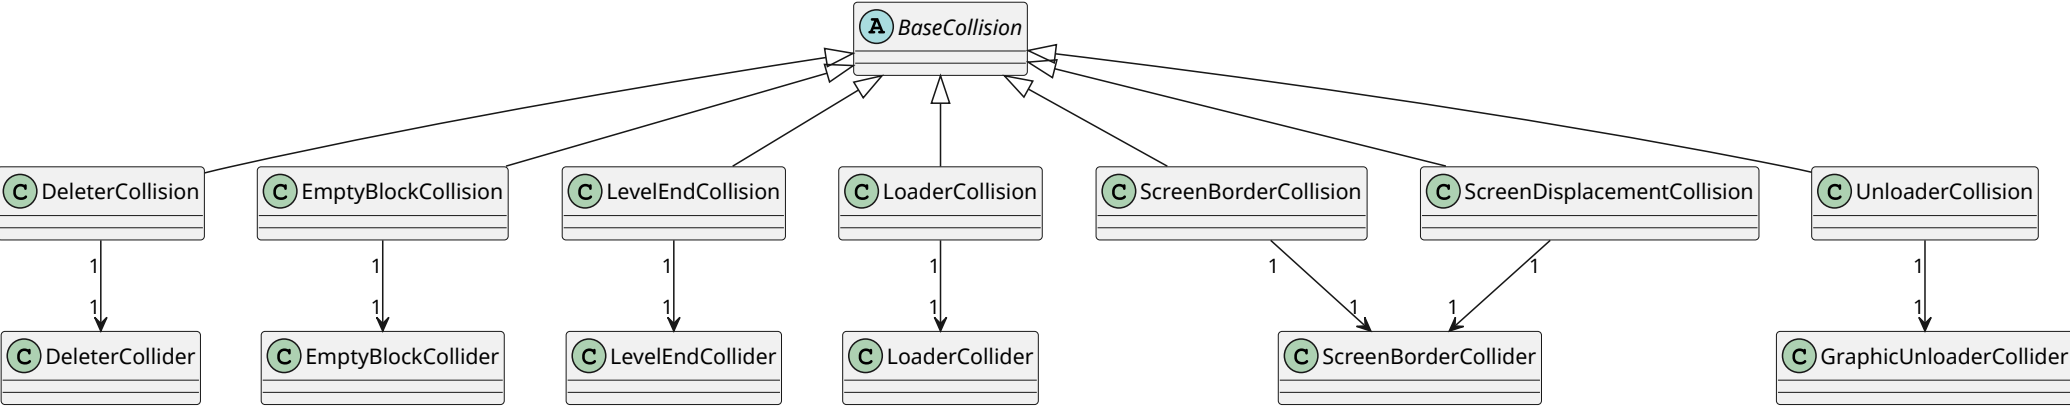 A BaseCollision
C DeleterCollision
C EmptyBlockCollision
C LevelEndCollision
C LoaderCollision
C ScreenBorderCollision
C ScreenDisplacementCollision
C UnloaderCollision
1 1 1 1 1 1 1
1 1 1 1 1 1 1
C DeleterCollider
C EmptyBlockCollider
C LevelEndCollider
C LoaderCollider
C ScreenBorderCollider
C GraphicUnloaderCollider